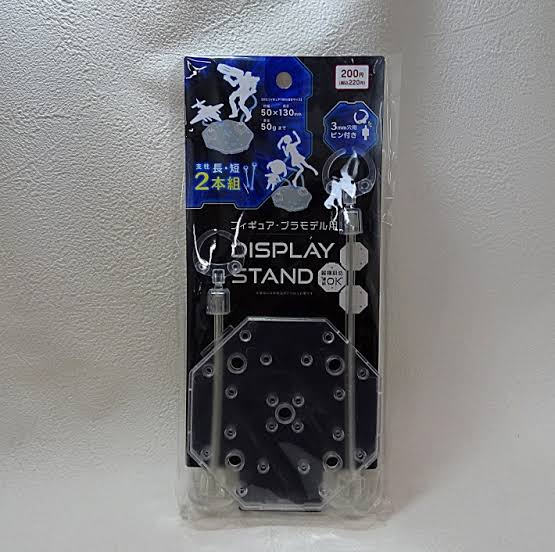 200円
(税込220円)
50×130mm
50gまで
3mm穴用
ピン付き
支柱 長・短
2本組
フィギュア・プラモデル用
DISPLAY
STAND
OK